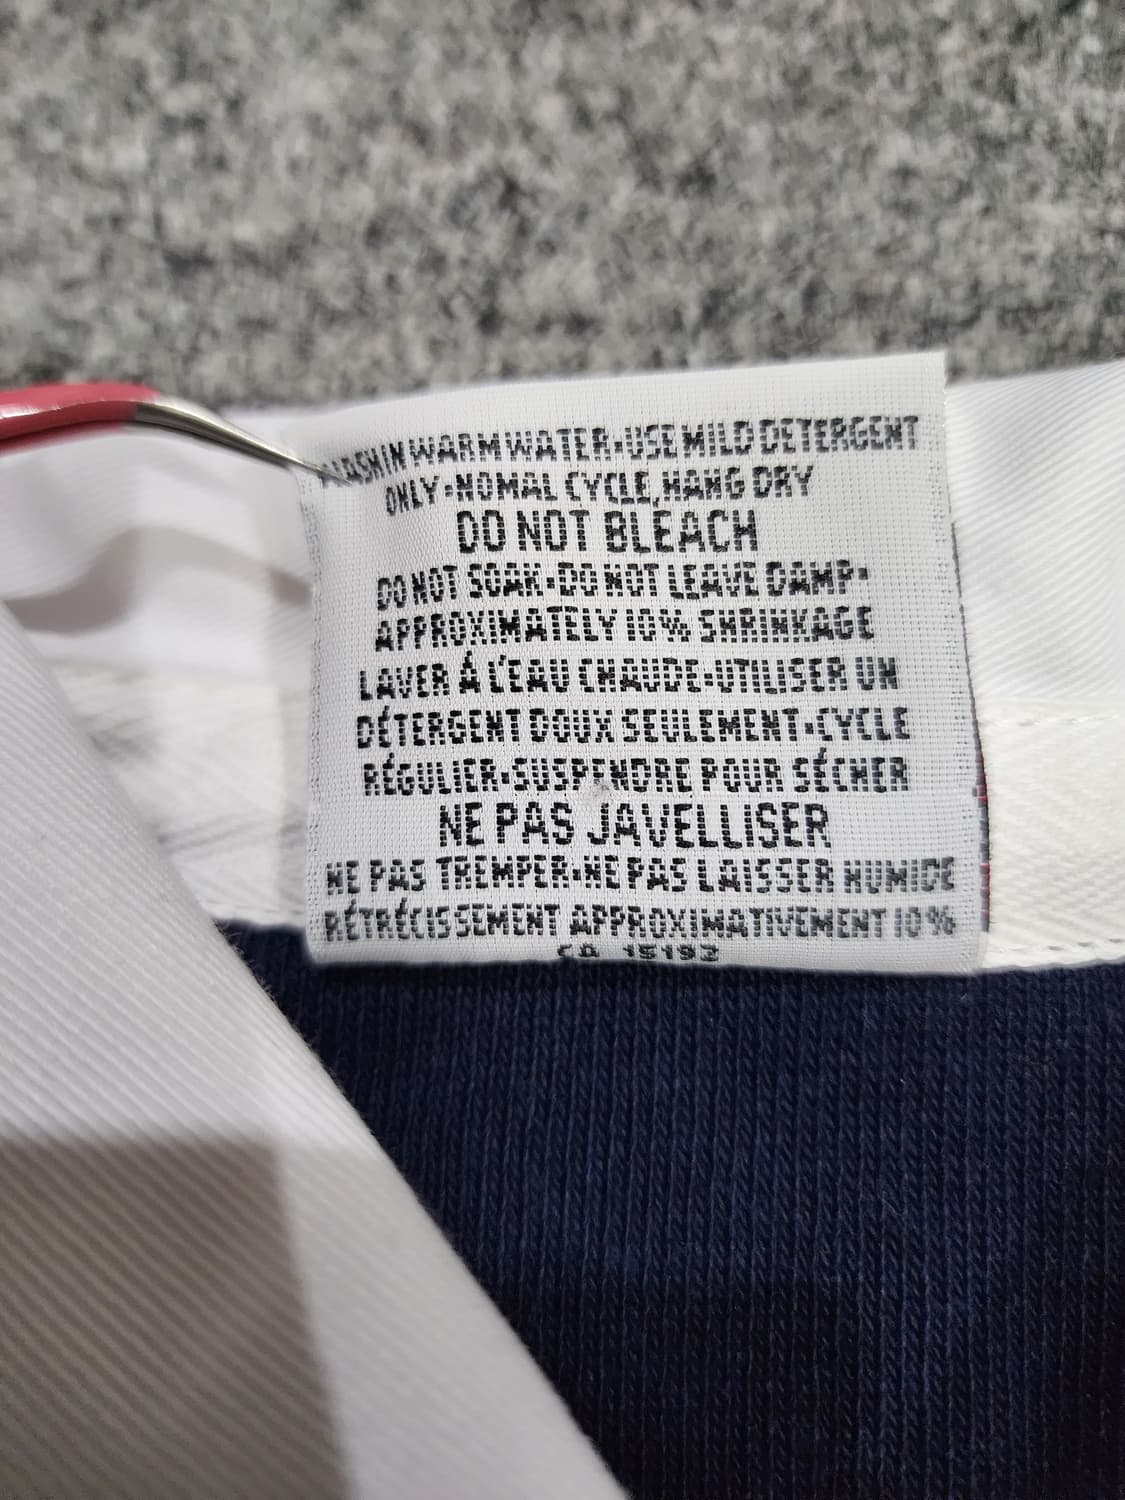 WASH IN WARM WATER•USE MILD DETERGENT
ONLY•NOMAL CYCLE, HANG DRY
DO NOT BLEACH
DO NOT SOAK•DO NOT LEAVE DAMP•
APPROXIMATELY 10% SHRINKAGE
LAVER À L'EAU CHAUDE•UTILISER UN
DÉTERGENT DOUX SEULEMENT•CYCLE
RÉGULIER•SUSPENDRE POUR SÉCHER
NE PAS JAVELLISER
NE PAS TREMPER•NE PAS LAISSER HUMIDE
RÉTRÉCISSEMENT APPROXIMATIVEMENT 10%
CA 15192